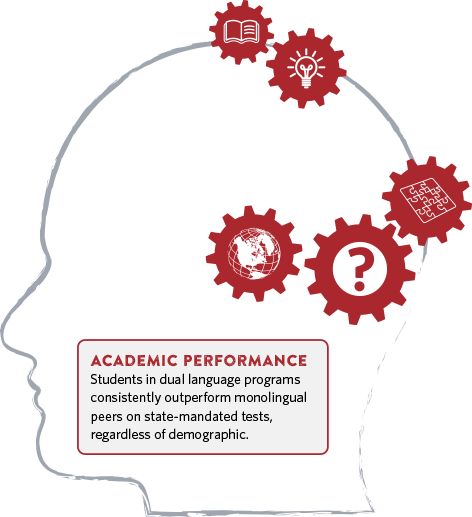 ?
ACADEMIC PERFORMANCE
Students in dual language programs
consistently outperform monolingual
peers on state-mandated tests,
regardless of demographic.